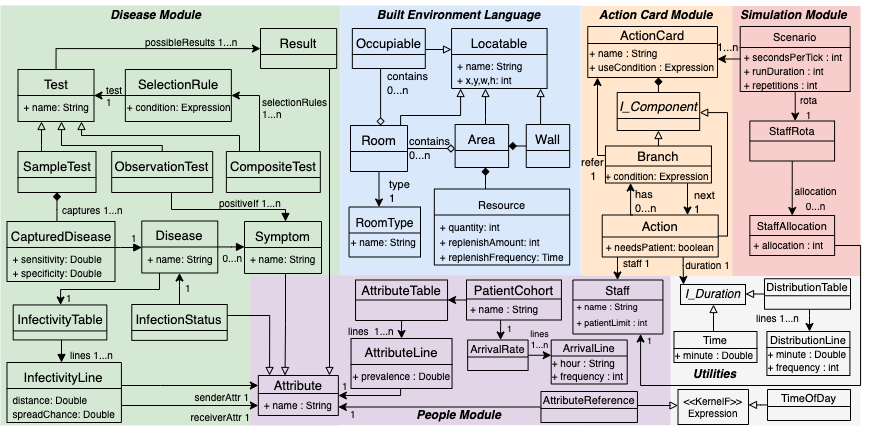 Disease Module
possibleResults 1...n
Result
Test
+ name: String
test
1
SelectionRule
+ condition: Expression
selectionRules
1...n
SampleTest
ObservationTest
CompositeTest
captures 1...n
positiveIf 1...n
CapturedDisease
+ sensitivity: Double
+ specificity: Double
1
Disease
+ name: String
0...n
Symptom
+ name: String
1
1
InfectivityTable
InfectionStatus
lines 1...n
InfectivityLine
distance: Double
spreadChance: Double
senderAttr 1
receiverAttr 1
Built Environment Language
Occupiable
contains
0...n
Locatable
+ name: String
+ x,y,w,h: int
Room
contains
0...n
Area
Wall
type
1
RoomType
+ name: String
Resource
+ quantity: int
+ replenishAmount: int
+ replenishFrequency: Time
Action Card Module
ActionCard
+ name : String
+ useCondition : Expression
1...n
I_Component
Branch
+ condition: Expression
refer
1
has
0...n
next
1
Action
+ needsPatient: boolean
staff 1
duration 1
Simulation Module
Scenario
+ secondsPerTick : int
+ runDuration : int
+ repetitions : int
rota
1
StaffRota
allocation
0...n
StaffAllocation
+ allocation : int
AttributeTable
PatientCohort
+ name : String
Staff
+ name : String
+ patientLimit : int
1
lines 1...n
1
lines
1...n
AttributeLine
+ prevalence : Double
ArrivalRate
ArrivalLine
+ hour : String
+ frequency : int
1
Attribute
+ name : String
1
AttributeReference
People Module
I_Duration
DistributionTable
lines 1...n
Time
+ minute : Double
DistributionLine
+ minute : Double
+ frequency : int
Utilities
<<KernelF>>
Expression
TimeOfDay